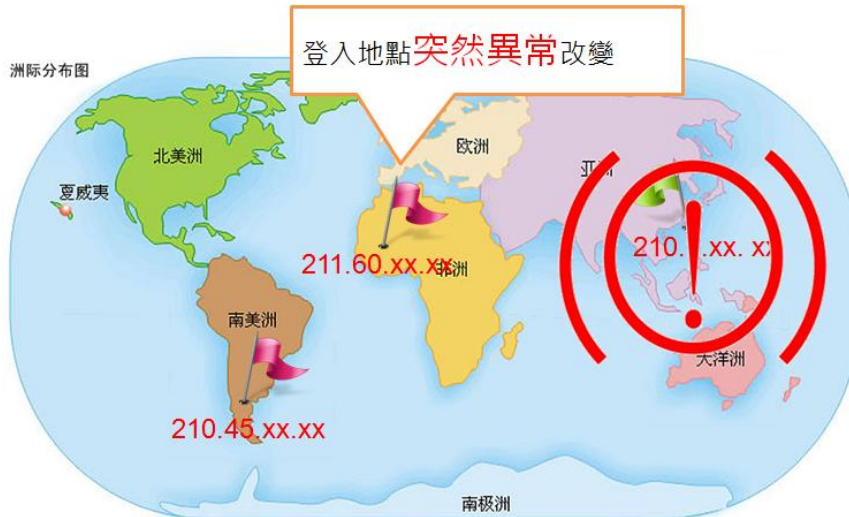 登入地點突然異常改變
洲际分布图
北美洲
欧洲
夏威夷
211.60.xx.xx
非洲
南美洲
大洋洲
210.45.xx.xx
南极洲